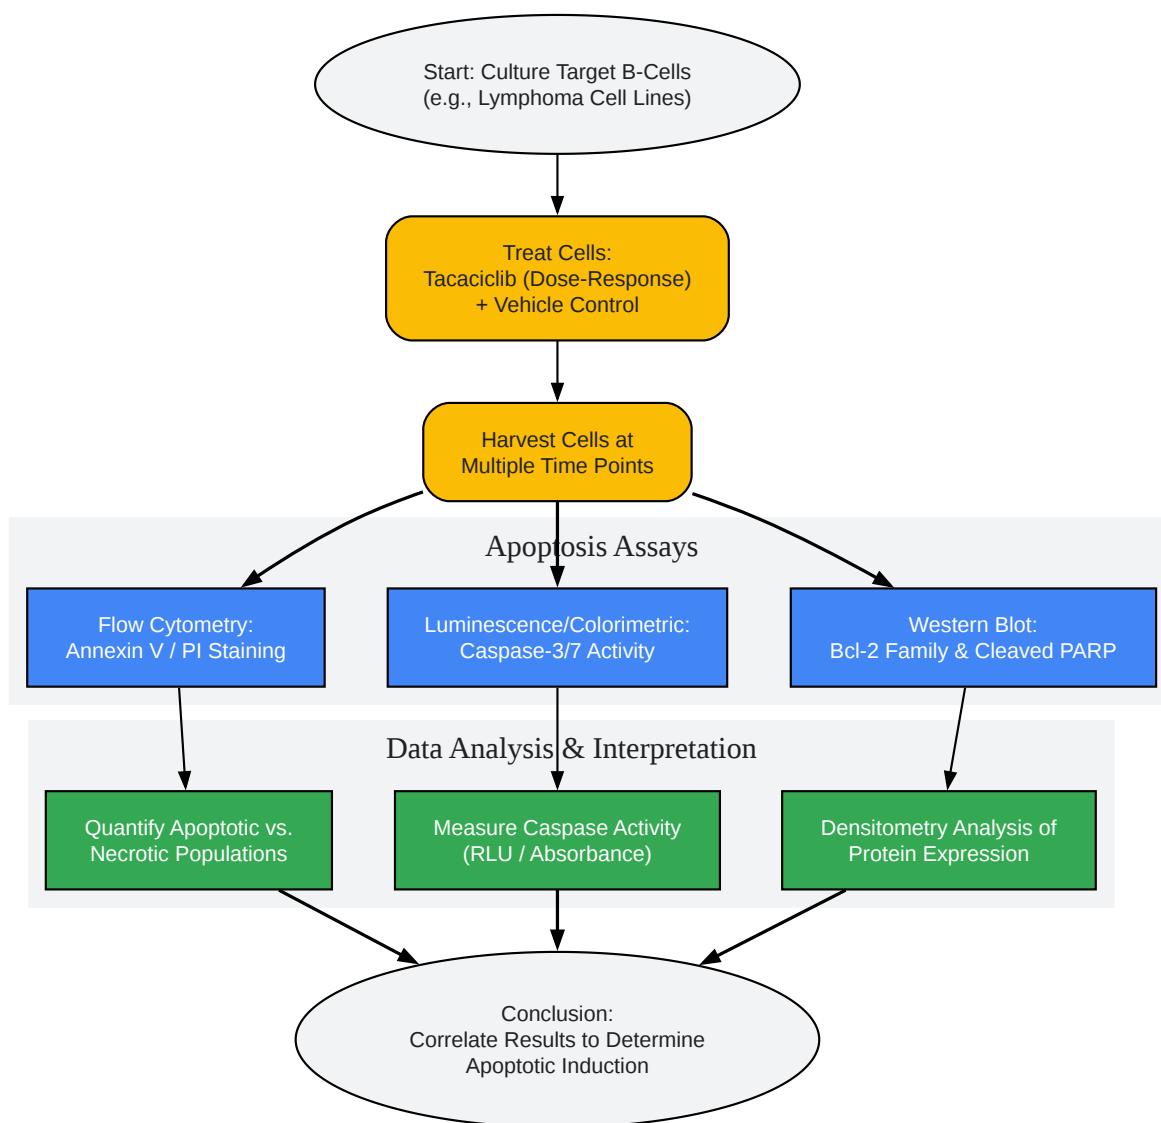 Start: Culture Target B-Cells
(e.g., Lymphoma Cell Lines)
Treat Cells:
Tacaciclib (Dose-Response)
+ Vehicle Control
Harvest Cells at
Multiple Time Points
Apoptosis Assays
Flow Cytometry:
Annexin V / PI Staining
Luminescence/Colorimetric:
Caspase-3/7 Activity
Western Blot:
Bcl-2 Family & Cleaved PARP
Data Analysis & Interpretation
Quantify Apoptotic vs.
Necrotic Populations
Measure Caspase Activity
(RLU / Absorbance)
Densitometry Analysis of
Protein Expression
Conclusion:
Correlate Results to Determine
Apoptotic Induction